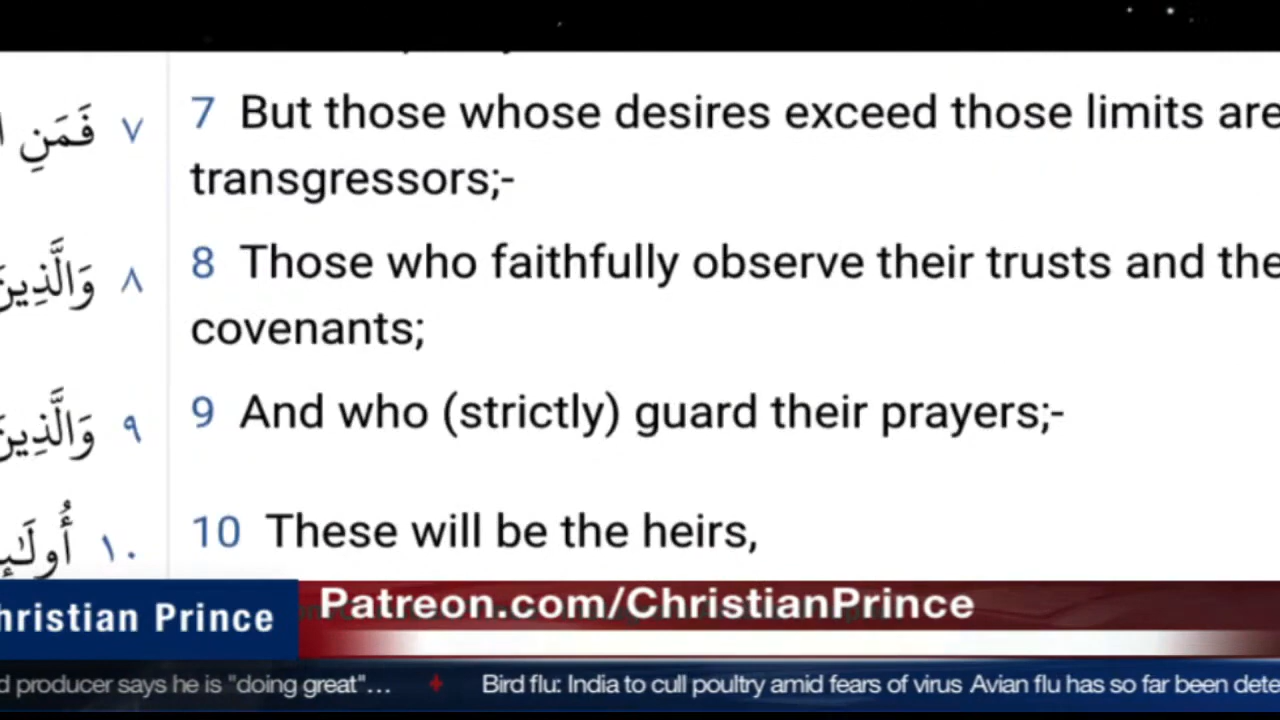 فَمَنِ ٧
7 But those whose desires exceed those limits are
transgressors;-
وَالَّذِينَ ٨
8 Those who faithfully observe their trusts and the
covenants;
وَالَّذِينَ ٩
9 And who (strictly) guard their prayers;-
١٠
10 These will be the heirs,
Christian Prince
Patreon.com/ChristianPrince
producer says he is "doing great"...
Bird flu: India to cull poultry amid fears of virus Avian flu has so far been